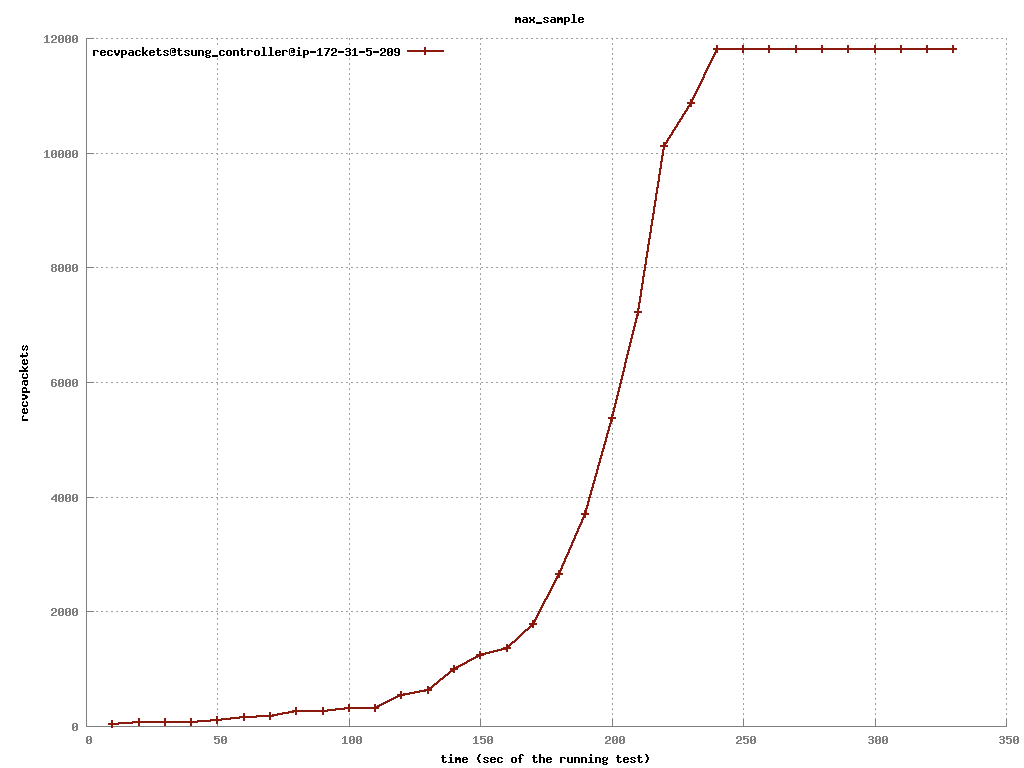 max_sample
12000
recvpackets@tsung_controller@ip-172-31-5-209
10000
8000
6000
recvpackets
4000
2000
0
0 50 100 150 200 250 300 350
time (sec of the running test)